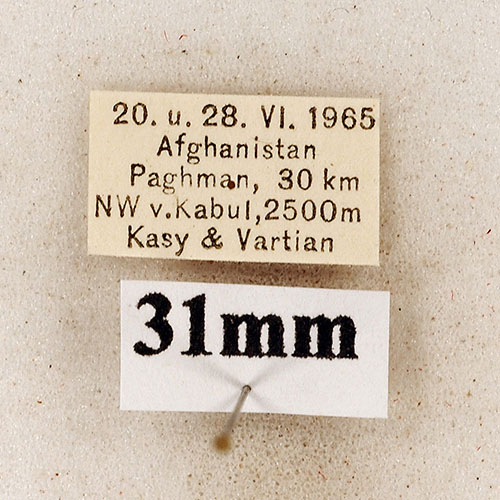 20. u. 28. VI. 1965
Afghanistan
Paghman, 30 km
NW v.Kabul,2500m
Kasy & Vartian
31mm